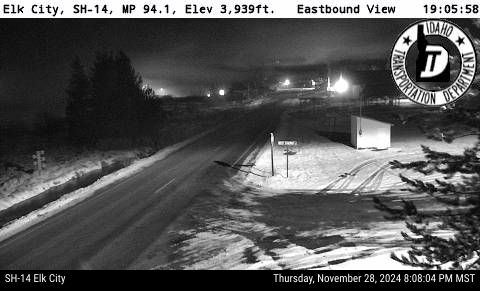 Elk City, SH-14, MP 94.1, Elev 3,939ft. Eastbound View 19:05:58
IDAHO
TRANSPORTATION DEPARTMENT
SH-14 Elk City
Thursday, November 28, 2024 8:08:04 PM MST